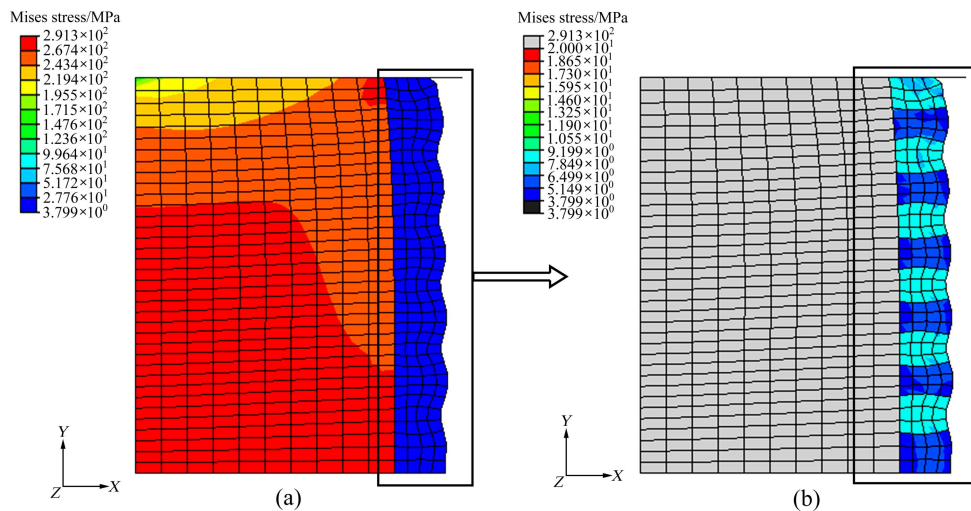 Mises stress/MPa
2.913×10²
2.674×10²
2.434×10²
2.194×10²
1.955×10²
1.715×10²
1.476×10²
1.236×10²
9.964×10¹
7.568×10¹
5.172×10¹
2.776×10¹
3.799×10⁰
Y
Z
X
(a)
Mises stress/MPa
2.913×10²
2.000×10¹
1.865×10¹
1.730×10¹
1.595×10¹
1.460×10¹
1.325×10¹
1.190×10¹
1.055×10¹
9.199×10⁰
7.849×10⁰
6.499×10⁰
5.149×10⁰
3.799×10⁰
3.799×10⁰
Y
Z
X
(b)